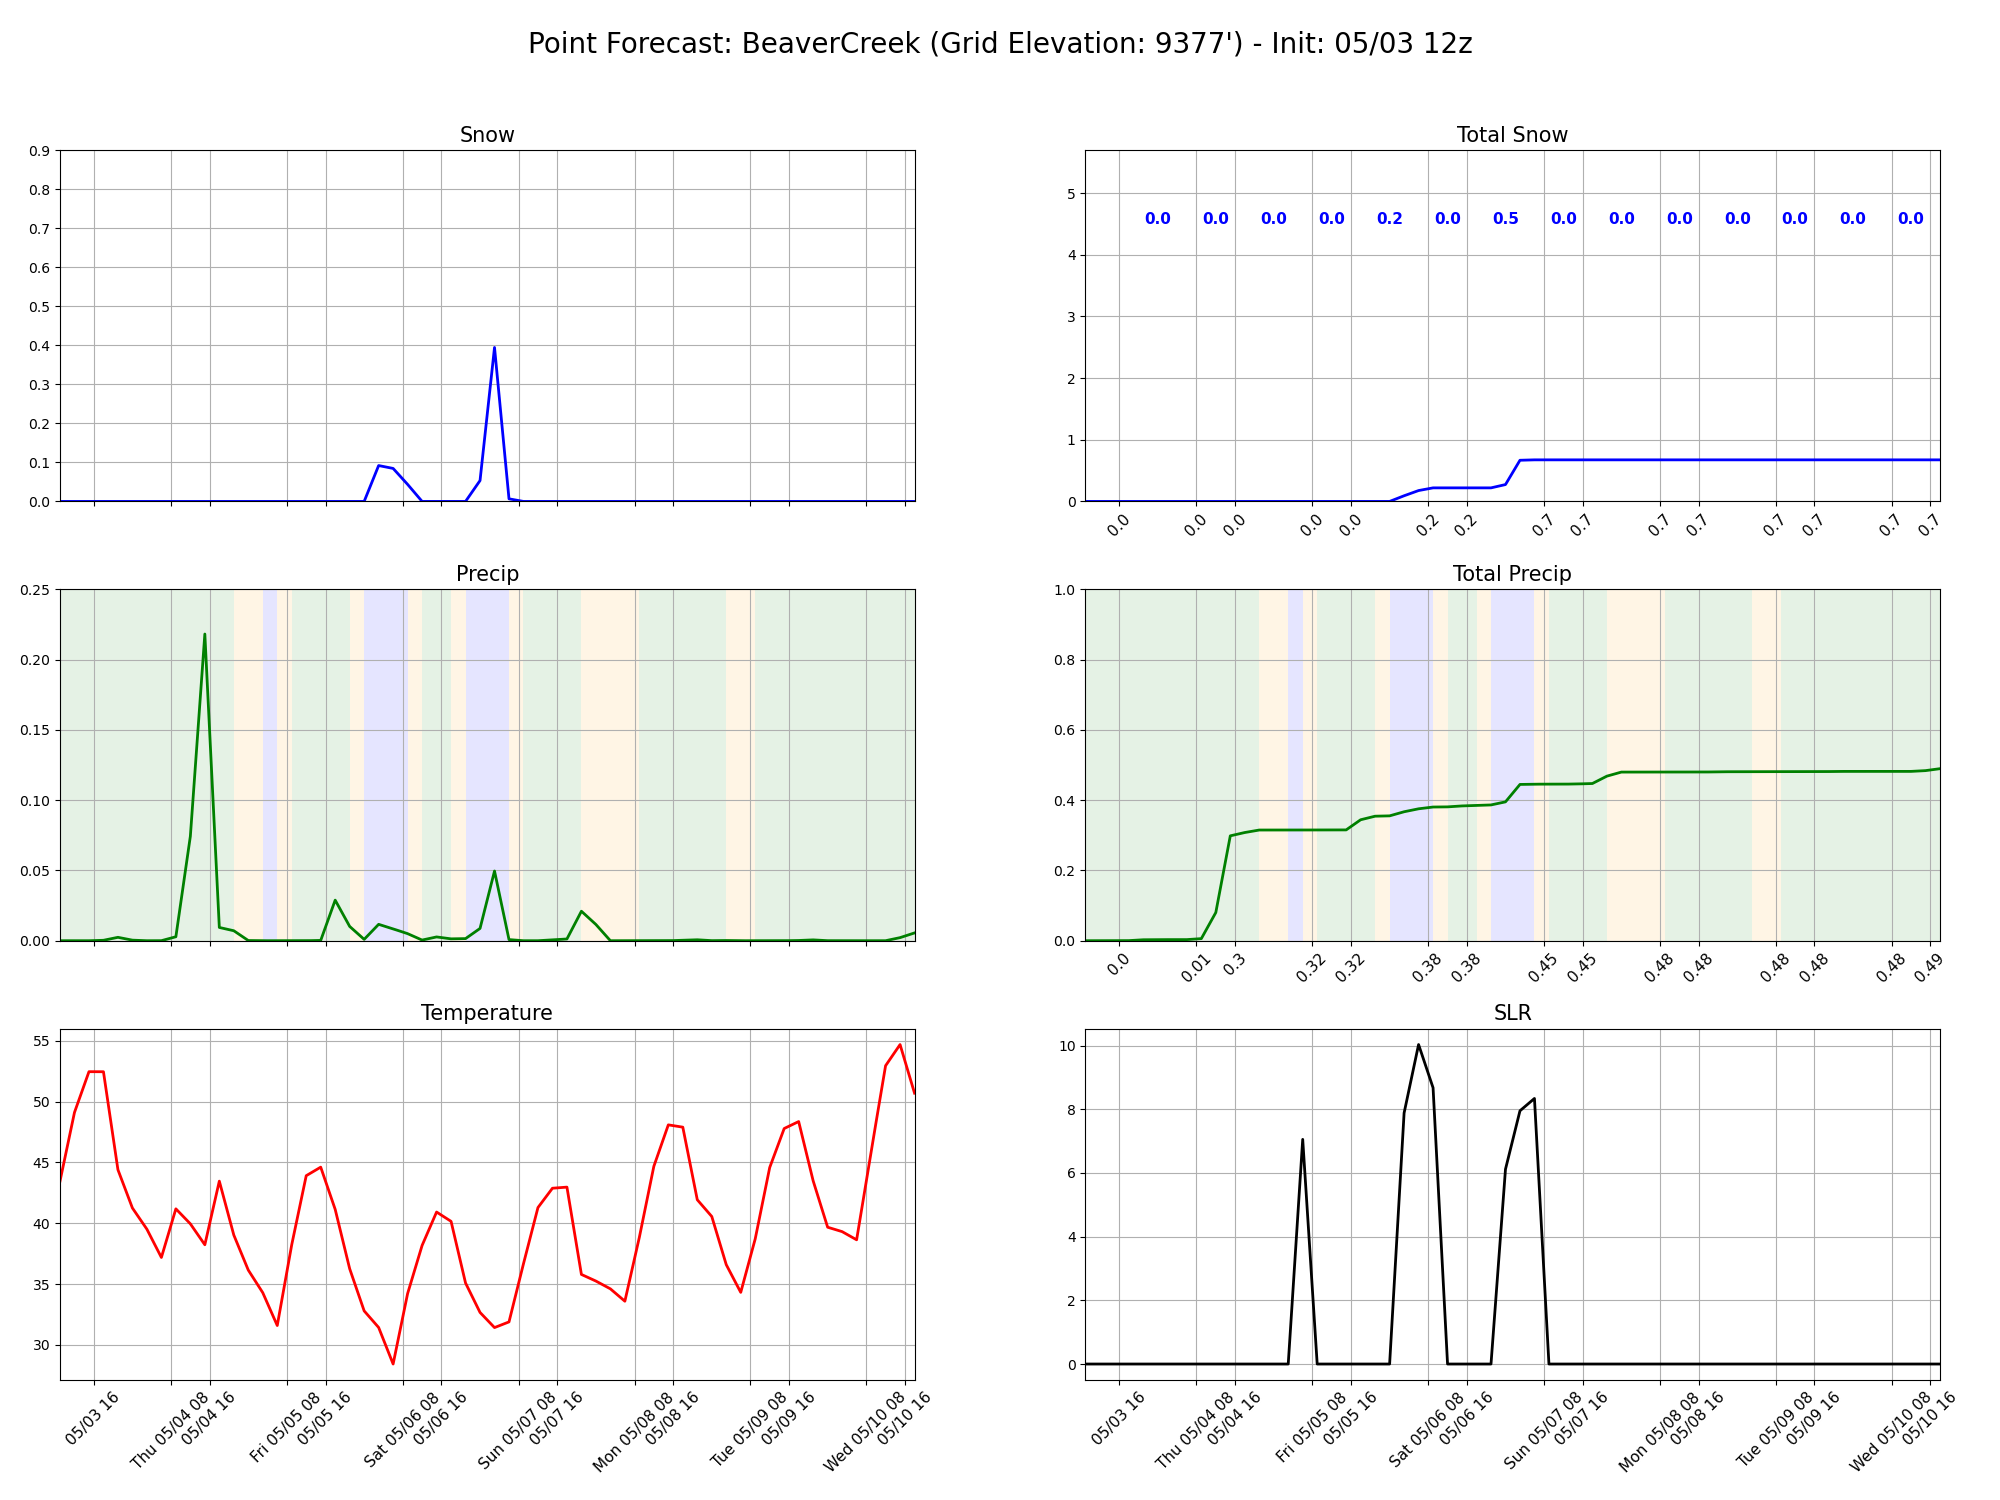 Point Forecast: BeaverCreek (Grid Elevation: 9377') - Init: 05/03 12z
Snow
0.9
0.8
0.7
0.6
0.5
0.4
0.3
0.2
0.1
0.0
Total Snow
5
4
3
2
1
0
0.0 0.0 0.0 0.0 0.2 0.0 0.5 0.0 0.0 0.0 0.0 0.0 0.0 0.0
0.0 0.0 0.0 0.0 0.0 0.2 0.2 0.7 0.7 0.7 0.7 0.7 0.7 0.7 0.7
Precip
0.25
0.20
0.15
0.10
0.05
0.00
Total Precip
1.0
0.8
0.6
0.4
0.2
0.0
0.0 0.01 0.3 0.32 0.32 0.38 0.38 0.45 0.45 0.48 0.48 0.48 0.48 0.48 0.49
Temperature
55
50
45
40
35
30
05/03 16
Thu 05/04 08
05/04 16
Fri 05/05 08
05/05 16
Sat 05/06 08
05/06 16
Sun 05/07 08
05/07 16
Mon 05/08 08
05/08 16
Tue 05/09 08
05/09 16
Wed 05/10 08
05/10 16
SLR
10
8
6
4
2
0
05/03 16
Thu 05/04 08
05/04 16
Fri 05/05 08
05/05 16
Sat 05/06 08
05/06 16
Sun 05/07 08
05/07 16
Mon 05/08 08
05/08 16
Tue 05/09 08
05/09 16
Wed 05/10 08
05/10 16